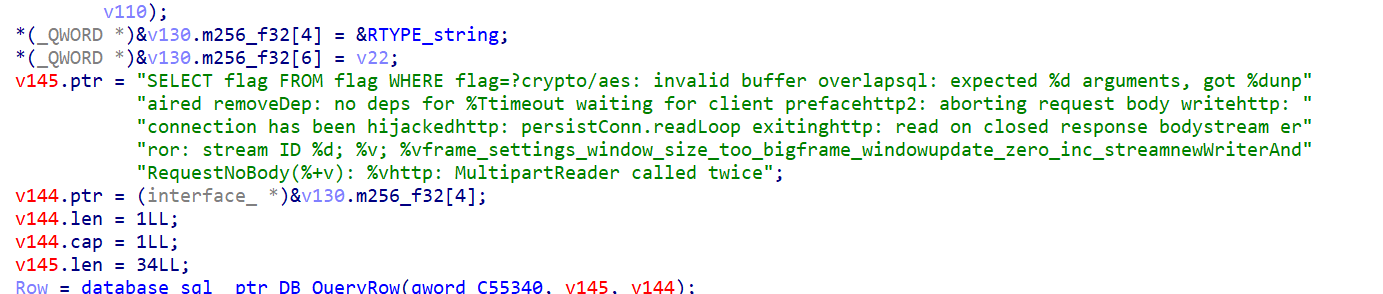 v110);
*(_QWORD *)&v130.m256_f32[4] = &RTYPE_string;
*(_QWORD *)&v130.m256_f32[6] = v22;
v145.ptr = "SELECT flag FROM flag WHERE flag=?crypto/aes: invalid buffer overlapsql: expected %d arguments, got %dunp"
"aired removeDep: no deps for %Ttimeout waiting for client prefacehttp2: aborting request body writehttp: "
"connection has been hijackedhttp: persistConn.readLoop exitinghttp: read on closed response bodystream er"
"ror: stream ID %d; %v; %vframe_settings_window_size_too_bigframe_windowupdate_zero_inc_streamnewWriterAnd"
"RequestNoBody(%+v): %vhttp: MultipartReader called twice";
v144.ptr = (interface_ *)&v130.m256_f32[4];
v144.len = 1LL;
v144.cap = 1LL;
v145.len = 34LL;
Row = database_sql__ptr_DB_QueryRow(qword_C55340, v145, v144);